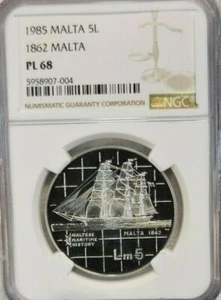 1985 MALTA 5L
1862 MALTA
PL 68
5958907-004
NUMISMATIC GUARANTY CORPORATION
NGC
MALTESE
MARITIME
HISTORY
MALTA 1862
Lm5